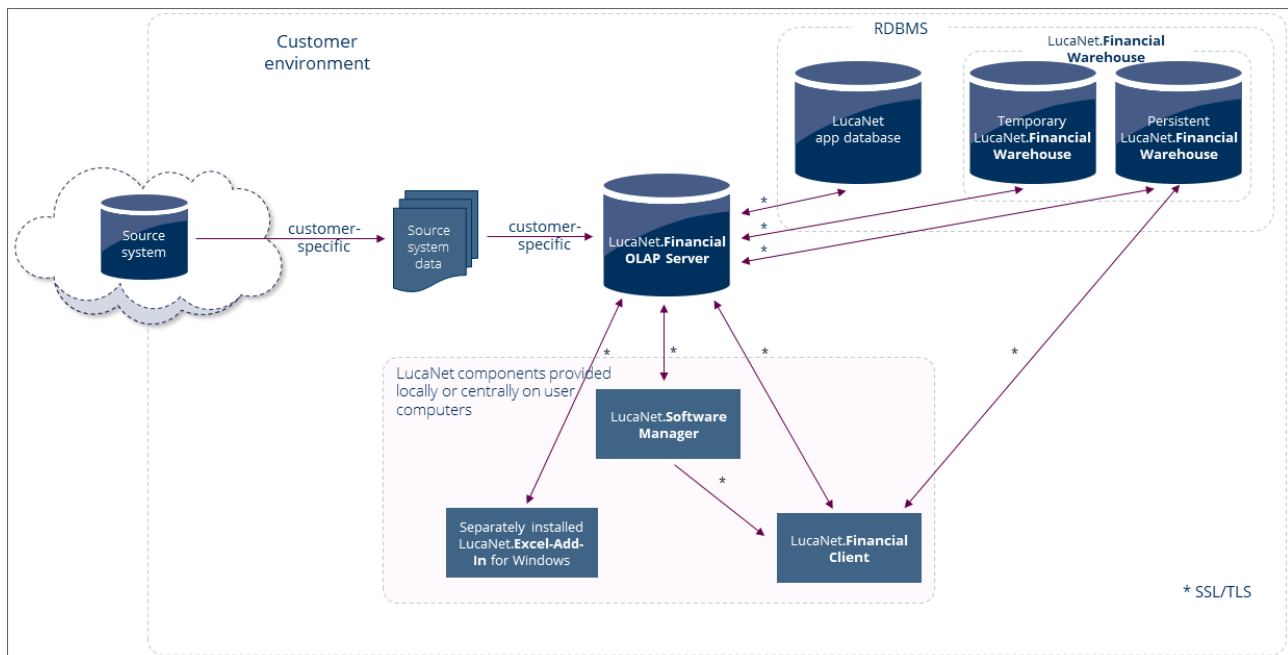 Customer
environment
RDBMS
LucaNet.Financial
Warehouse
LucaNet
app database
Temporary
LucaNet.Financial
Warehouse
Persistent
LucaNet.Financial
Warehouse
Source
system
customer-
specific
Source
system
data
customer-
specific
LucaNet.Financial
OLAP Server
*
*
*
*
*
*
*
LucaNet components provided
locally or centrally on user
computers
LucaNet.Software
Manager
*
Separately installed
LucaNet.Excel-Add-
In for Windows
LucaNet.Financial
Client
* SSL/TLS